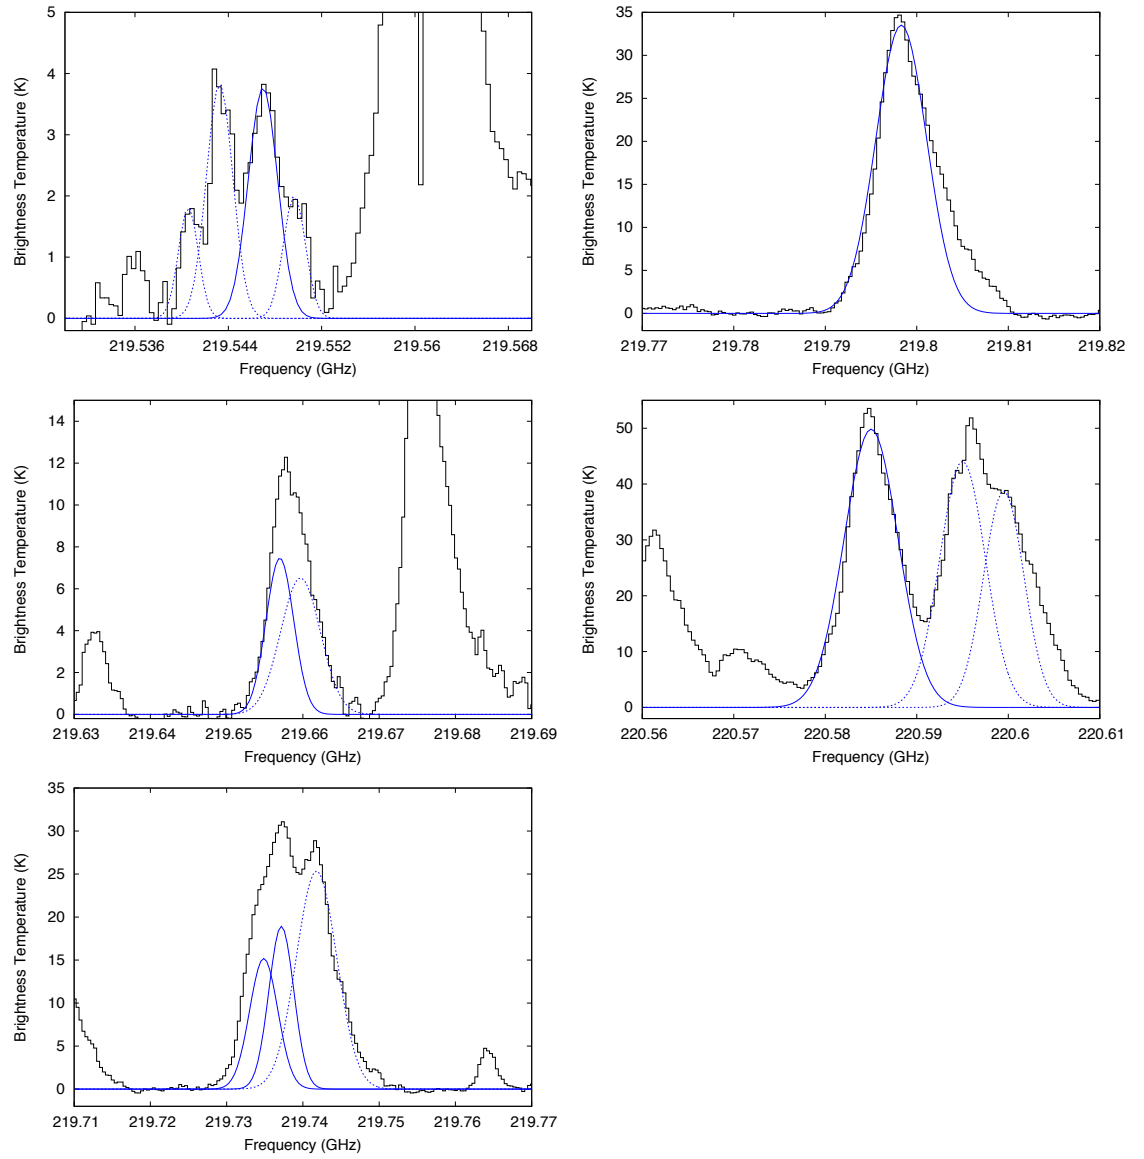 5
4
3
2
1
0
219.536 219.544 219.552 219.56 219.568
Brightness Temperature (K)
Frequency (GHz)
35
30
25
20
15
10
5
0
219.77 219.78 219.79 219.8 219.81 219.82
Brightness Temperature (K)
Frequency (GHz)
14
12
10
8
6
4
2
0
219.63 219.64 219.65 219.66 219.67 219.68 219.69
Brightness Temperature (K)
Frequency (GHz)
50
40
30
20
10
0
220.56 220.57 220.58 220.59 220.6 220.61
Brightness Temperature (K)
Frequency (GHz)
35
30
25
20
15
10
5
0
219.71 219.72 219.73 219.74 219.75 219.76 219.77
Brightness Temperature (K)
Frequency (GHz)